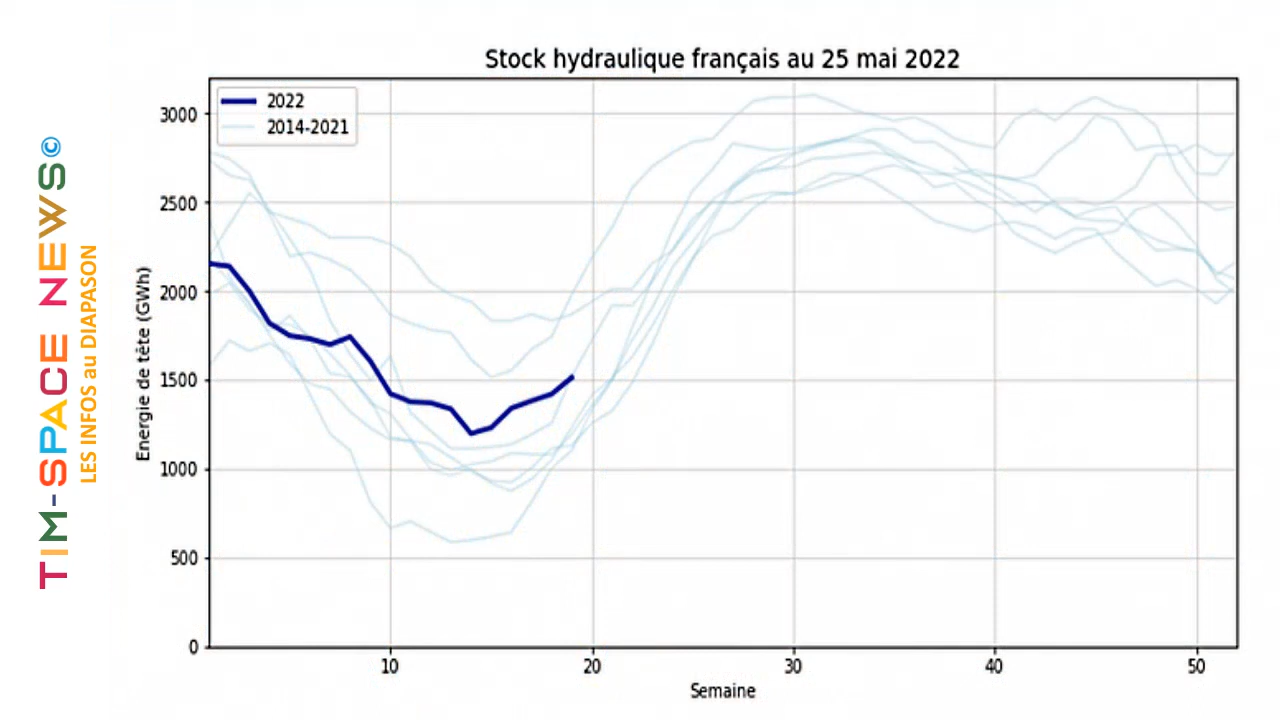 TIM-SPACE NEWS©
LES INFOS au DIAPASON
Stock hydraulique français au 25 mai 2022
2022
2014-2021
Energie de tête (GWh)
3000
2500
2000
1500
1000
500
0
10
20
30
40
50
Semaine